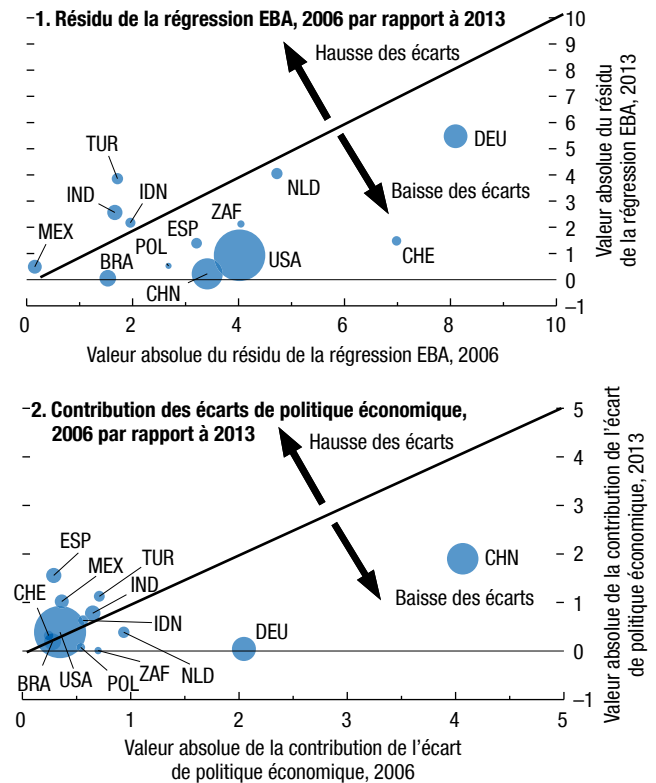 1. Résidu de la régression EBA, 2006 par rapport à 2013
Hausse des écarts
Baisse des écarts
TUR
IND
IDN
MEX
BRA
POL
ESP
ZAF
CHN
USA
NLD
DEU
CHE
10
9
8
7
6
5
4
3
2
1
0
–1
Valeur absolue du résidu
de la régression EBA, 2013
0
2
4
6
8
10
Valeur absolue du résidu de la régression EBA, 2006
2. Contribution des écarts de politique économique,
2006 par rapport à 2013
Hausse des écarts
Baisse des écarts
ESP
MEX
TUR
IND
CHE
IDN
BRA
USA
POL
ZAF
NLD
DEU
CHN
5
4
3
2
1
0
–1
Valeur absolue de la contribution de l’écart
de politique économique, 2013
0
1
2
3
4
5
Valeur absolue de la contribution de l’écart
de politique économique, 2006